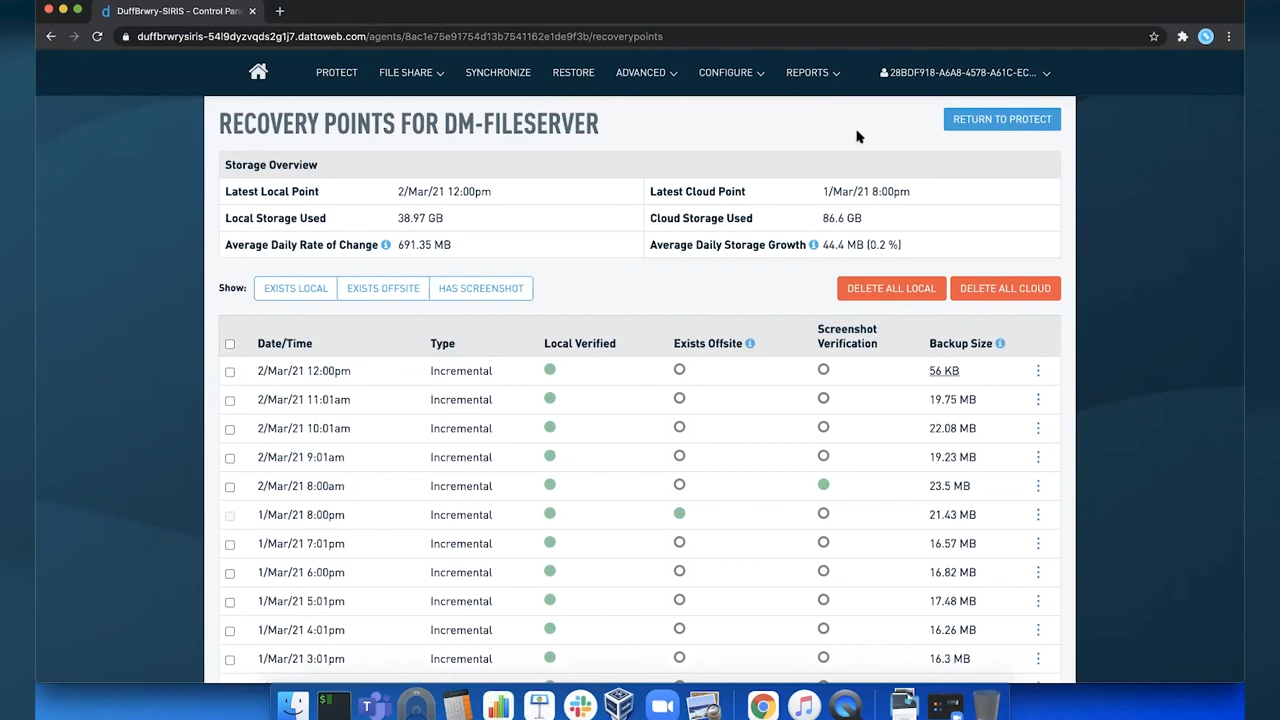 DuffBrwry-SIRIS - Control Pan
duffbrwrysiris-54l9dyzvqds2g1j7.dattoweb.com/agents/8ac1e75e91754d13b7541162e1de9f3b/recoverypoints
PROTECT FILE SHARE SYNCHRONIZE RESTORE ADVANCED CONFIGURE REPORTS 28BDF918-A6A8-4578-A61C-EC...
RECOVERY POINTS FOR DM-FILESERVER RETURN TO PROTECT
Storage Overview
Latest Local Point 2/Mar/21 12:00pm Latest Cloud Point 1/Mar/21 8:00pm
Local Storage Used 38.97 GB Cloud Storage Used 86.6 GB
Average Daily Rate of Change 691.35 MB Average Daily Storage Growth 44.4 MB (0.2 %)
Show: EXISTS LOCAL EXISTS OFFSITE HAS SCREENSHOT DELETE ALL LOCAL DELETE ALL CLOUD
Date/Time Type Local Verified Exists Offsite Screenshot Verification Backup Size
2/Mar/21 12:00pm Incremental 56 KB
2/Mar/21 11:01am Incremental 19.75 MB
2/Mar/21 10:01am Incremental 22.08 MB
2/Mar/21 9:01am Incremental 19.23 MB
2/Mar/21 8:00am Incremental 23.5 MB
1/Mar/21 8:00pm Incremental 21.43 MB
1/Mar/21 7:01pm Incremental 16.57 MB
1/Mar/21 6:00pm Incremental 16.82 MB
1/Mar/21 5:01pm Incremental 17.48 MB
1/Mar/21 4:01pm Incremental 16.26 MB
1/Mar/21 3:01pm Incremental 16.3 MB